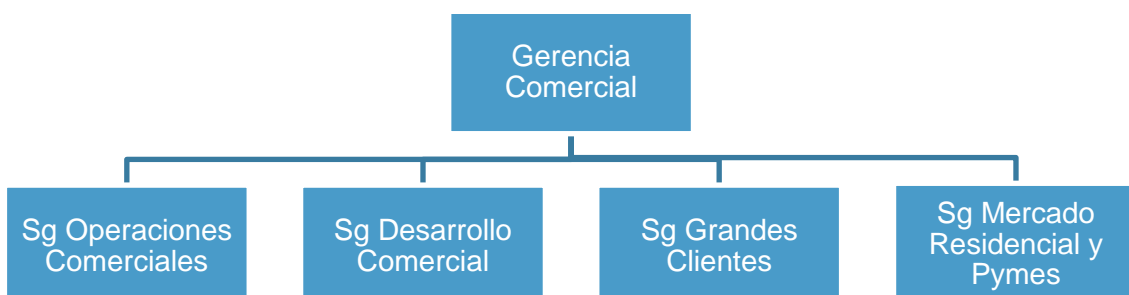 Gerencia
Comercial
Sg Operaciones
Comerciales
Sg Desarrollo
Comercial
Sg Grandes
Clientes
Sg Mercado
Residencial y
Pymes